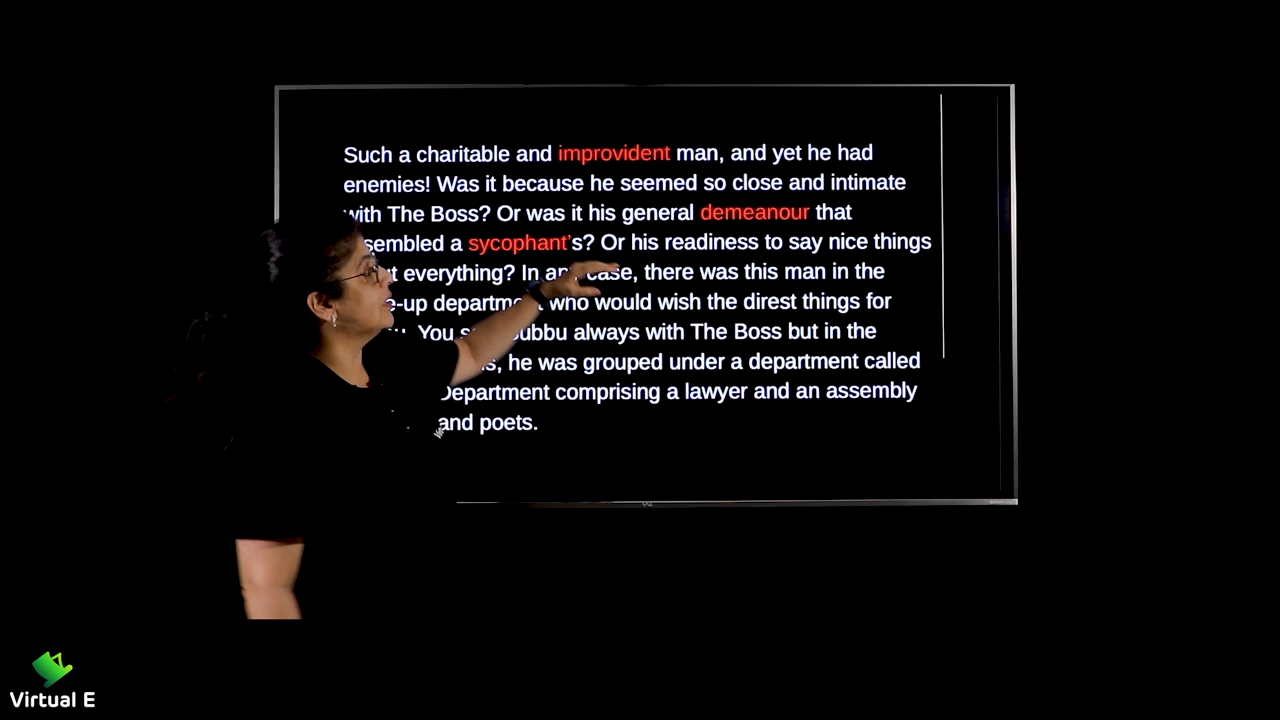 Such a charitable and improvident man, and yet he had
enemies! Was it because he seemed so close and intimate
with The Boss? Or was it his general demeanour that
sembled a sycophant's? Or his readiness to say nice things
t everything? In any case, there was this man in the
e-up department who would wish the direst things for
You ubbu always with The Boss but in the
s, he was grouped under a department called
Department comprising a lawyer and an assembly
and poets.
Virtual E